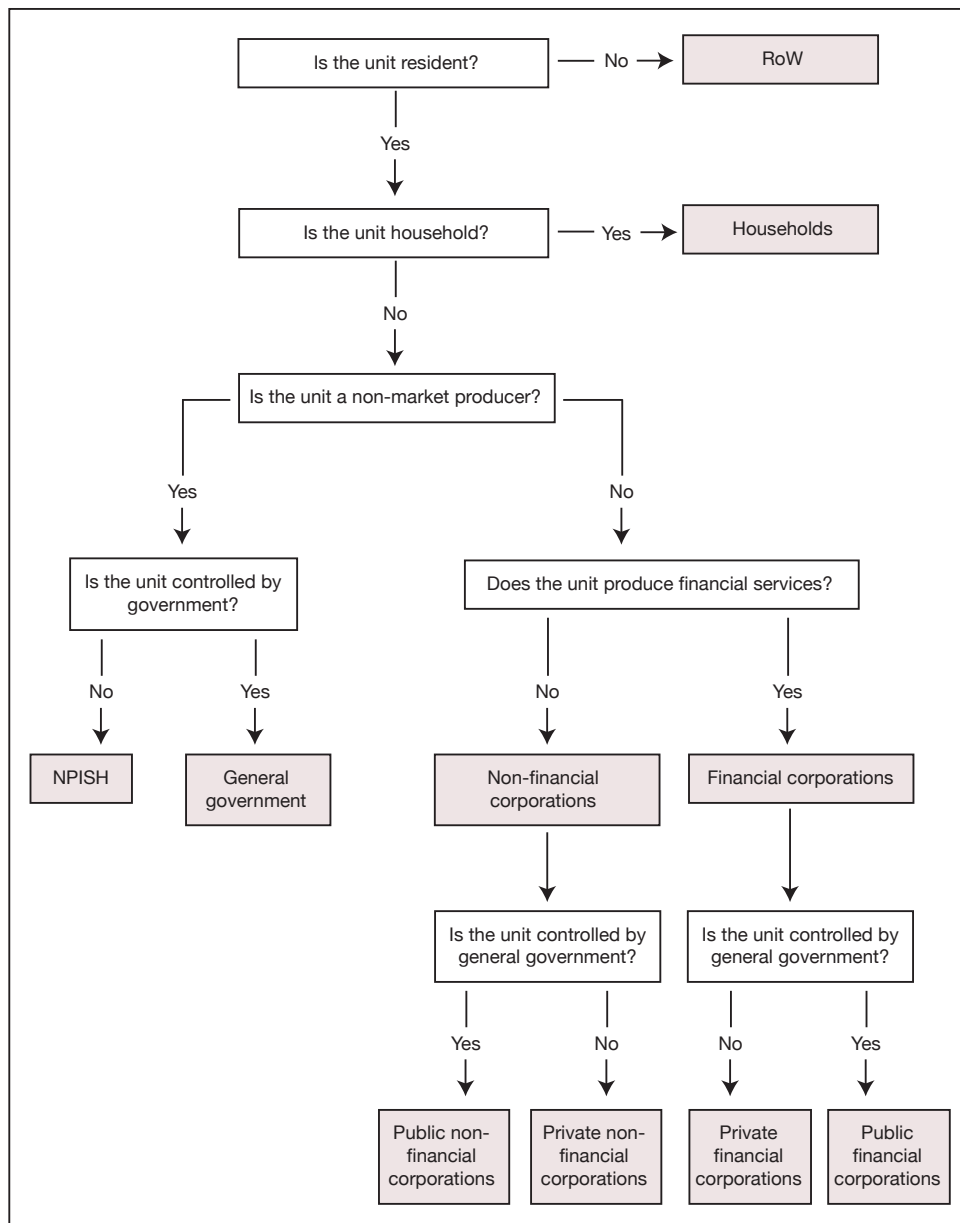 Is the unit resident?
No
RoW
Yes
Is the unit household?
Yes
Households
No
Is the unit a non-market producer?
Yes
No
Is the unit controlled by
government?
Does the unit produce financial services?
No
Yes
No
Yes
NPISH
General
government
Non-financial
corporations
Financial corporations
Is the unit controlled by
general government?
Is the unit controlled by
general government?
Yes
No
No
Yes
Public non-
financial
corporations
Private non-
financial
corporations
Private
financial
corporations
Public
financial
corporations